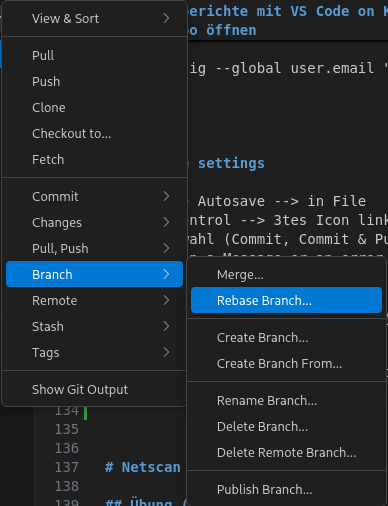 View & Sort
Pull
Push
Clone
Checkout to...
Fetch
Commit
Changes
Pull, Push
Branch
Remote
Stash
Tags
Show Git Output
Merge...
Rebase Branch...
Create Branch...
Create Branch From...
Rename Branch...
Delete Branch...
Delete Remote Branch...
Publish Branch...
erichte mit VS Code on K
o öffnen
ig --global user.email "
settings
Autosave --> in File
ntrol --> 3tes Icon link
wahl (Commit, Commit & Pu
134
135
136
137 # Netscan
138
139 ## Übung (